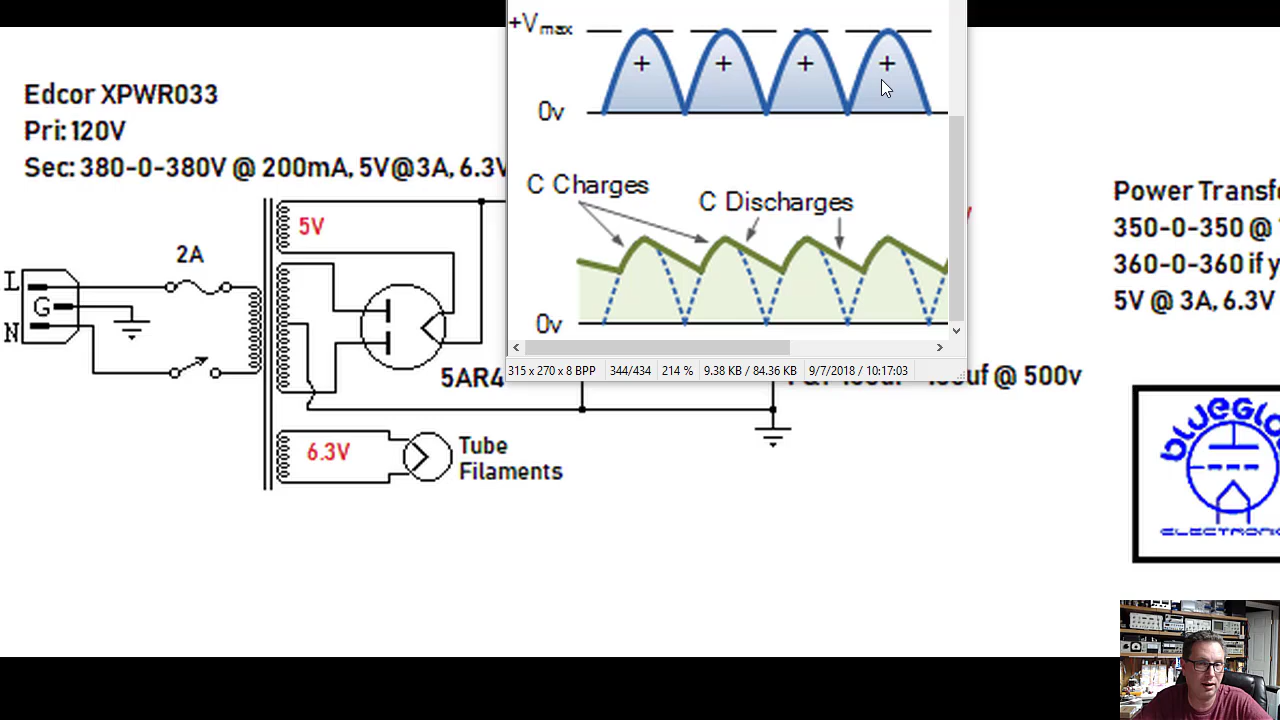 Edcor XPWR033
Pri: 120V
Sec: 380-0-380V @ 200mA, 5V@3A, 6.3V
+Vmax
+ + + +
0v
C Charges
C Discharges
0v
315 x 270 x 8 BPP 344/434 214 % 9.38 KB / 84.36 KB 9/7/2018 / 10:17:03
Power Transfo
350-0-350 @
360-0-360 if y
5V @ 3A, 6.3V
5V
2A
L
G
N
5AR4
@ 500v
6.3V
Tube
Filaments
blueglo
ELECTRONIC